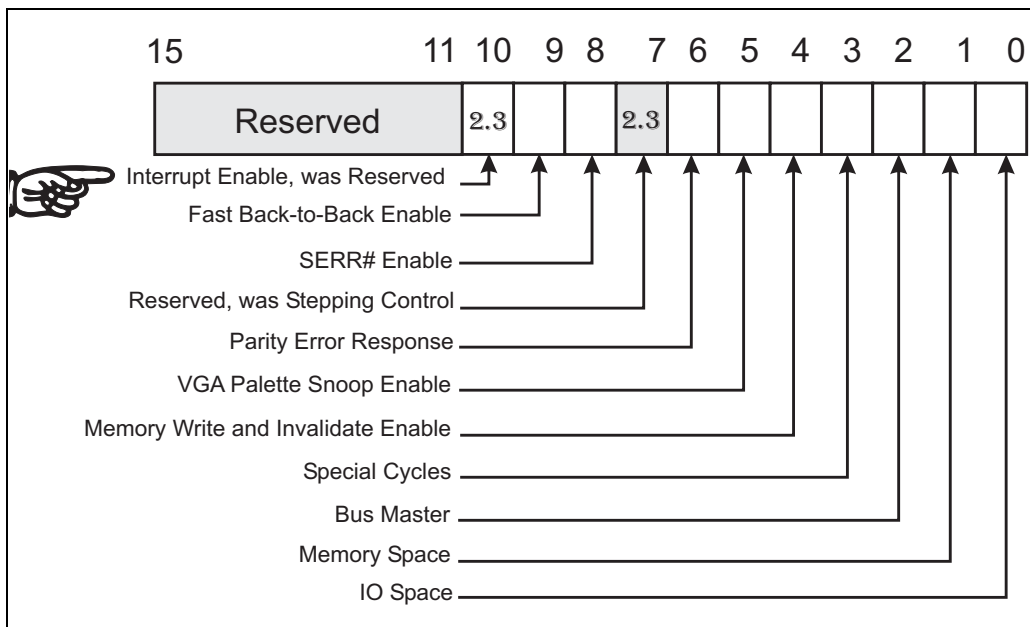 15 11 10 9 8 7 6 5 4 3 2 1 0
Reserved 2.3 2.3
Interrupt Enable, was Reserved
Fast Back-to-Back Enable
SERR# Enable
Reserved, was Stepping Control
Parity Error Response
VGA Palette Snoop Enable
Memory Write and Invalidate Enable
Special Cycles
Bus Master
Memory Space
IO Space